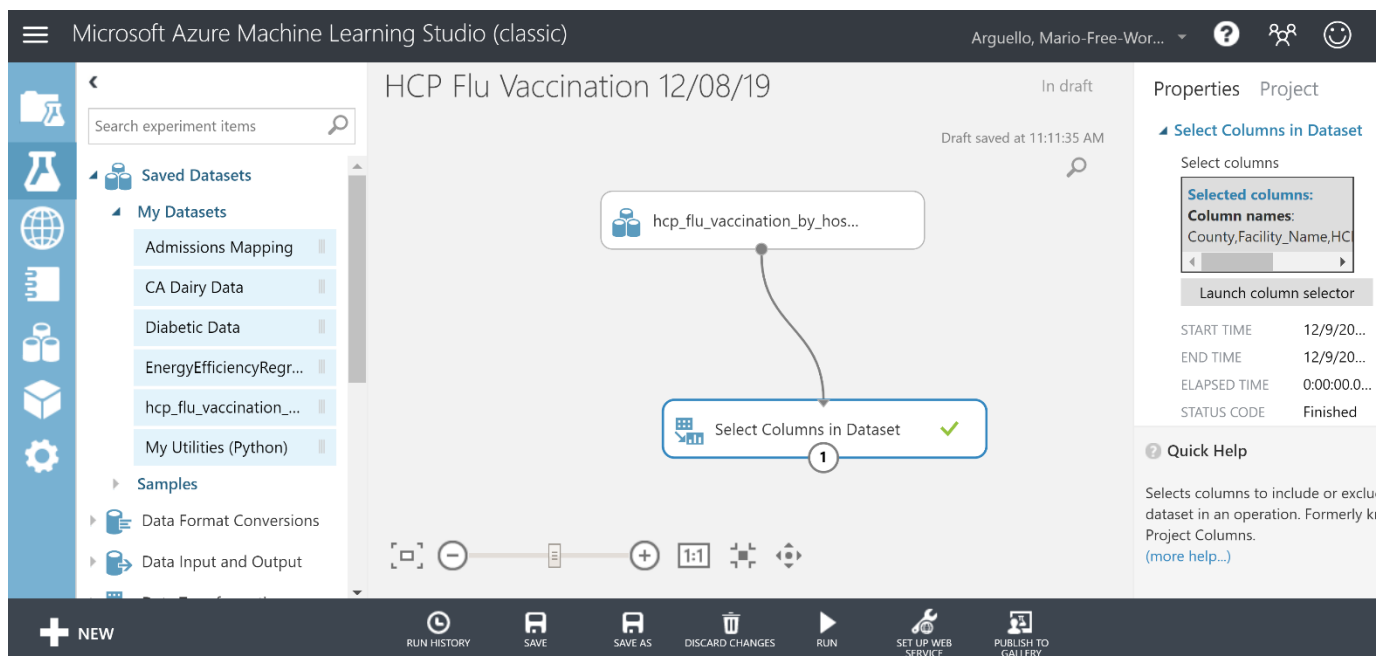 Microsoft Azure Machine Learning Studio (classic)
Arguello, Mario-Free-Wor...
?
Search experiment items
Saved Datasets
My Datasets
Admissions Mapping
CA Dairy Data
Diabetic Data
EnergyEfficiencyRegr...
hcp_flu_vaccination_...
My Utilities (Python)
Samples
Data Format Conversions
Data Input and Output
HCP Flu Vaccination 12/08/19
In draft
Draft saved at 11:11:35 AM
hcp_flu_vaccination_by_hos...
Select Columns in Dataset
1
1:1
Properties Project
Select Columns in Dataset
Select columns
Selected columns:
Column names:
County,Facility_Name,HCI
Launch column selector
START TIME 12/9/20...
END TIME 12/9/20...
ELAPSED TIME 0:00:00.0...
STATUS CODE Finished
? Quick Help
Selects columns to include or exclu
dataset in an operation. Formerly k
Project Columns.
(more help...)
NEW
RUN HISTORY
SAVE
SAVE AS
DISCARD CHANGES
RUN
SET UP WEB
SERVICE
PUBLISH TO
GALLERY